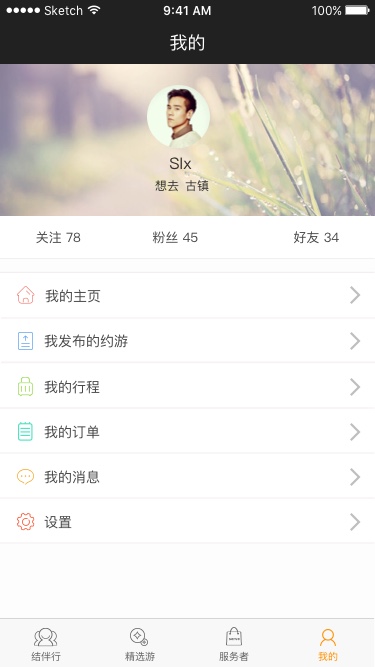 Sketch 9:41 AM 100%
我的
Slx
想去 古镇
关注 78 粉丝 45 好友 34
我的主页
我发布的约游
我的行程
我的订单
我的消息
设置
结伴行 精选游 服务者 我的